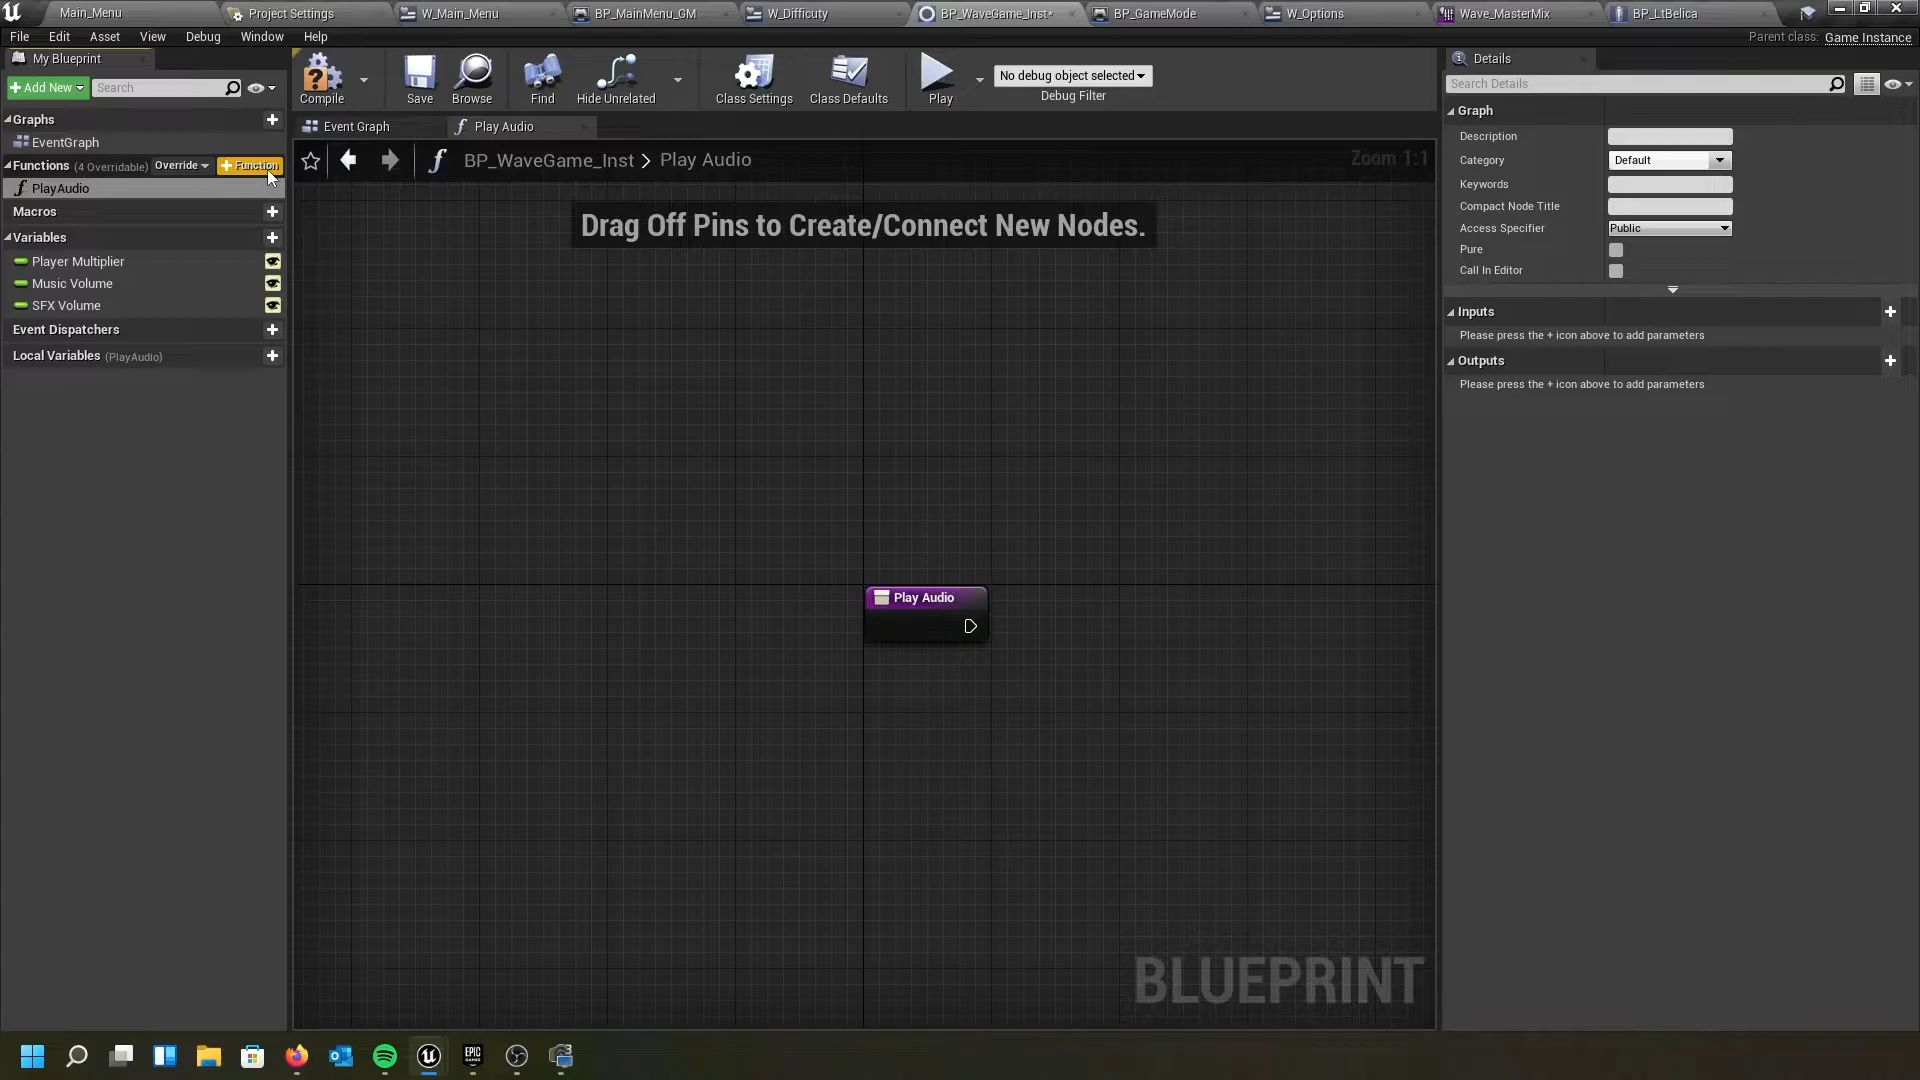 Main_Menu
Project Settings
W_Main_Menu
BP_MainMenu_GM
W_Difficuty
BP_WaveGame_Inst*
BP_GameMode
W_Options
Wave_MasterMix
BP_LtBelica
File Edit Asset View Debug Window Help
Parent class: Game Instance
My Blueprint
Add New
Search
Graphs
EventGraph
Functions (4 Overridable) Override Function
PlayAudio
Macros
Variables
Player Multiplier
Music Volume
SFX Volume
Event Dispatchers
Local Variables (PlayAudio)
Compile
Save
Browse
Find
Hide Unrelated
Class Settings
Class Defaults
Play
No debug object selected
Debug Filter
Event Graph
Play Audio
BP_WaveGame_Inst > Play Audio
Zoom 1:1
Drag Off Pins to Create/Connect New Nodes.
Play Audio
BLUEPRINT
Details
Search Details
Graph
Description
Category Default
Keywords
Compact Node Title
Access Specifier Public
Pure
Call In Editor
Inputs
Please press the + icon above to add parameters
Outputs
Please press the + icon above to add parameters
EPIC
GAMES